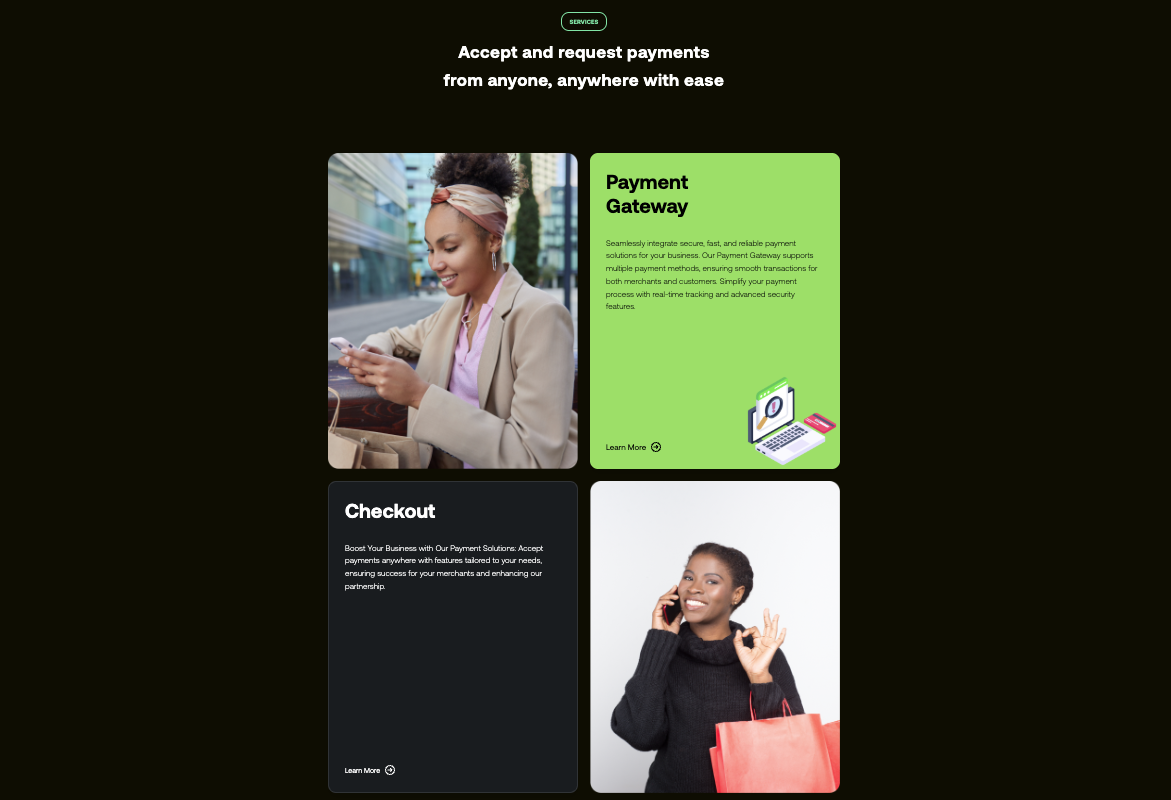 SERVICES
Accept and request payments
from anyone, anywhere with ease
Payment
Gateway
Seamlessly integrate secure, fast, and reliable payment
solutions for your business. Our Payment Gateway supports
multiple payment methods, ensuring smooth transactions for
both merchants and customers. Simplify your payment
process with real-time tracking and advanced security
features.
Learn More
Checkout
Boost Your Business with Our Payment Solutions: Accept
payments anywhere with features tailored to your needs,
ensuring success for your merchants and enhancing our
partnership.
Learn More